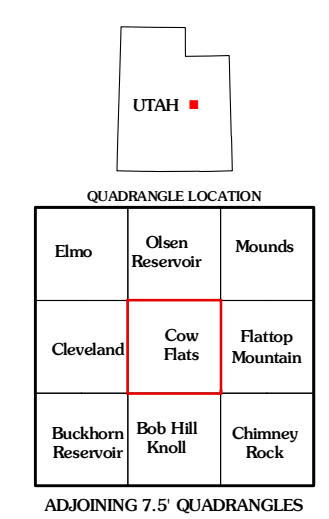 UTAH
QUADRANGLE LOCATION
Elmo
Olsen
Reservoir
Mounds
Cleveland
Cow
Flats
Flattop
Mountain
Buckhorn
Reservoir
Bob Hill
Knoll
Chimney
Rock
ADJOINING 7.5' QUADRANGLES